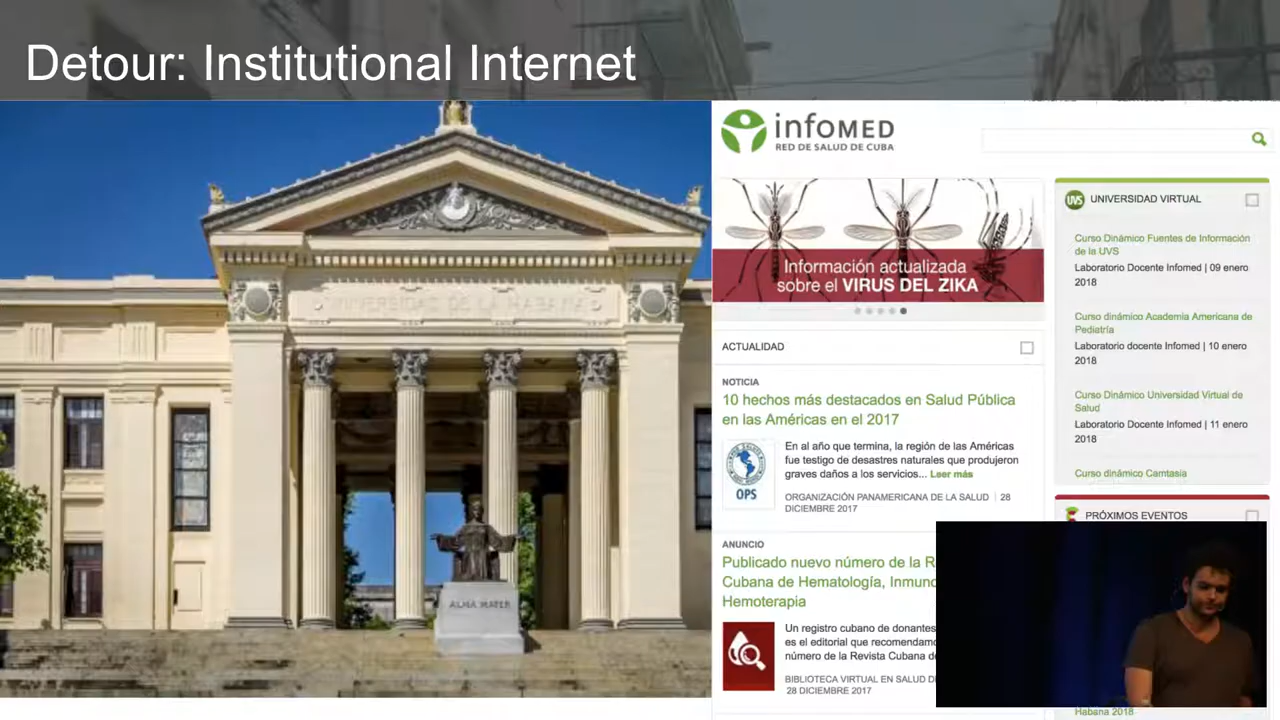 Detour: Institutional Internet
UNIVERSIDAD DE LA HABANA
ALMA MATER
infoMED
RED DE SALUD DE CUBA
Información actualizada
sobre el VIRUS DEL ZIKA
ACTUALIDAD
NOTICIA
10 hechos más destacados en Salud Pública
en las Américas en el 2017
En al año que termina, la región de las Américas
fue testigo de desastres naturales que produjeron
graves daños a los servicios... Leer más
OPS
ORGANIZACIÓN PANAMERICANA DE LA SALUD | 28
DICIEMBRE 2017
ANUNCIO
Publicado nuevo número de la R
Cubana de Hematología, Inmuno
Hemoterapia
Un registro cubano de donantes
es el editorial que recomendamo
número de la Revista Cubana de
BIBLIOTECA VIRTUAL EN SALUD D
28 DICIEMBRE 2017
UVS
UNIVERSIDAD VIRTUAL
Curso Dinámico Fuentes de Información
de la UVS
Laboratorio Docente Infomed | 09 enero
2018
Curso dinámico Academia Americana de
Pediatría
Laboratorio docente Infomed | 10 enero
2018
Curso Dinámico Universidad Virtual de
Salud
Laboratorio Docente Infomed | 11 enero
2018
Curso dinámico Camtasia
PRÓXIMOS EVENTOS
Habana 2018